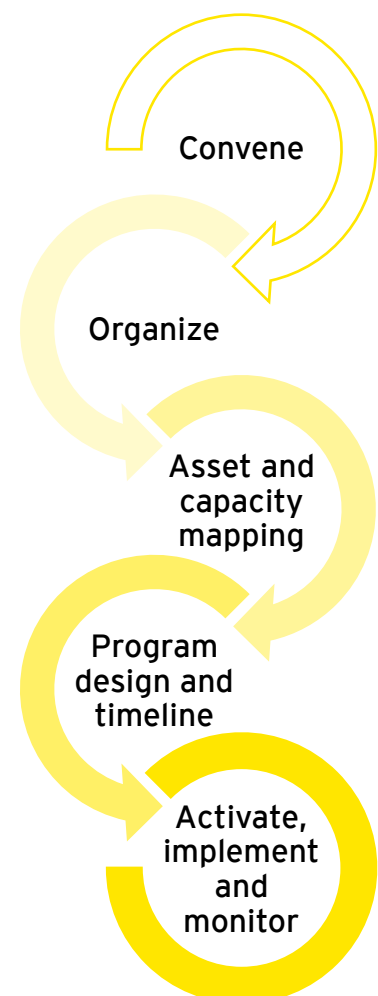 Convene
Organize
Asset and
capacity
mapping
Program
design and
timeline
Activate,
implement
and
monitor